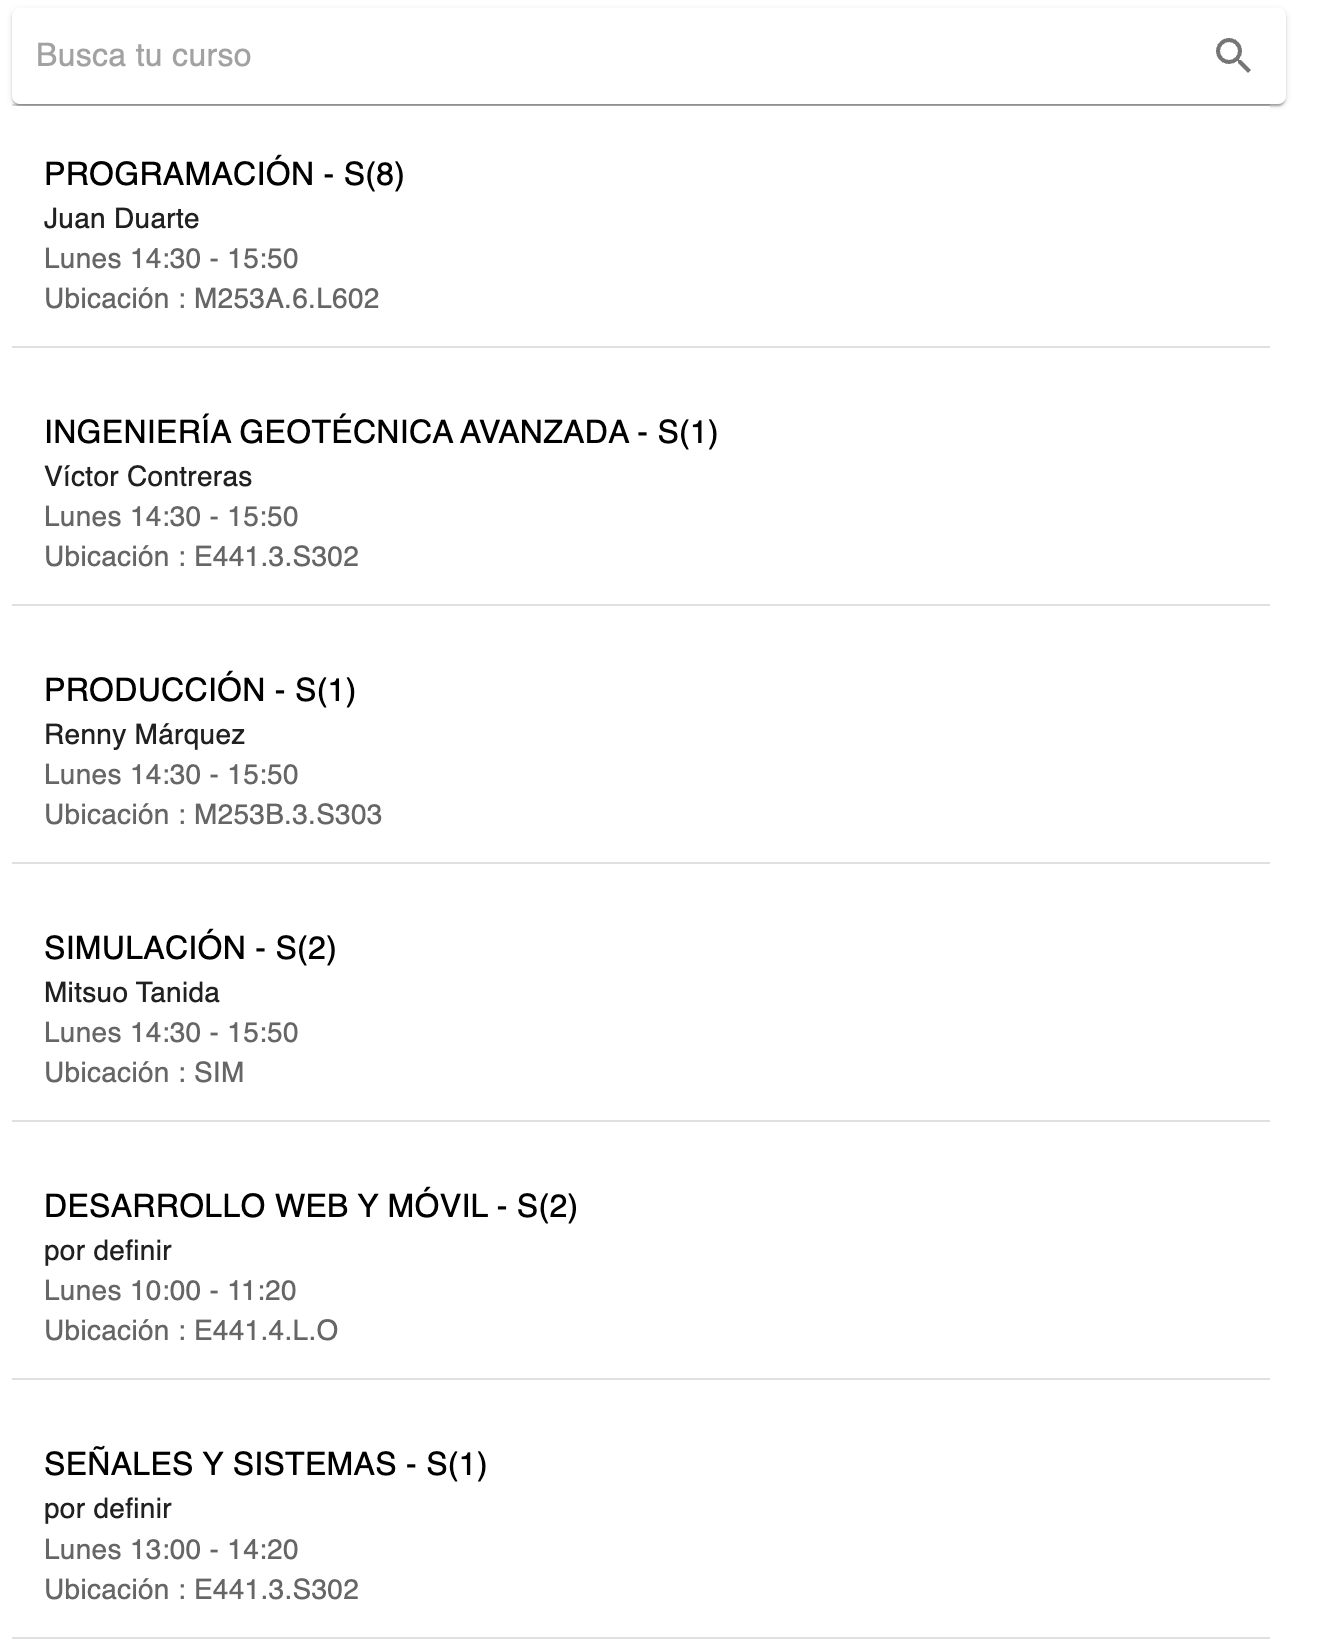 Busca tu curso
PROGRAMACIÓN - S(8)
Juan Duarte
Lunes 14:30 - 15:50
Ubicación : M253A.6.L602
INGENIERÍA GEOTÉCNICA AVANZADA - S(1)
Víctor Contreras
Lunes 14:30 - 15:50
Ubicación : E441.3.S302
PRODUCCIÓN - S(1)
Renny Márquez
Lunes 14:30 - 15:50
Ubicación : M253B.3.S303
SIMULACIÓN - S(2)
Mitsuo Tanida
Lunes 14:30 - 15:50
Ubicación : SIM
DESARROLLO WEB Y MÓVIL - S(2)
por definir
Lunes 10:00 - 11:20
Ubicación : E441.4.L.O
SEÑALES Y SISTEMAS - S(1)
por definir
Lunes 13:00 - 14:20
Ubicación : E441.3.S302